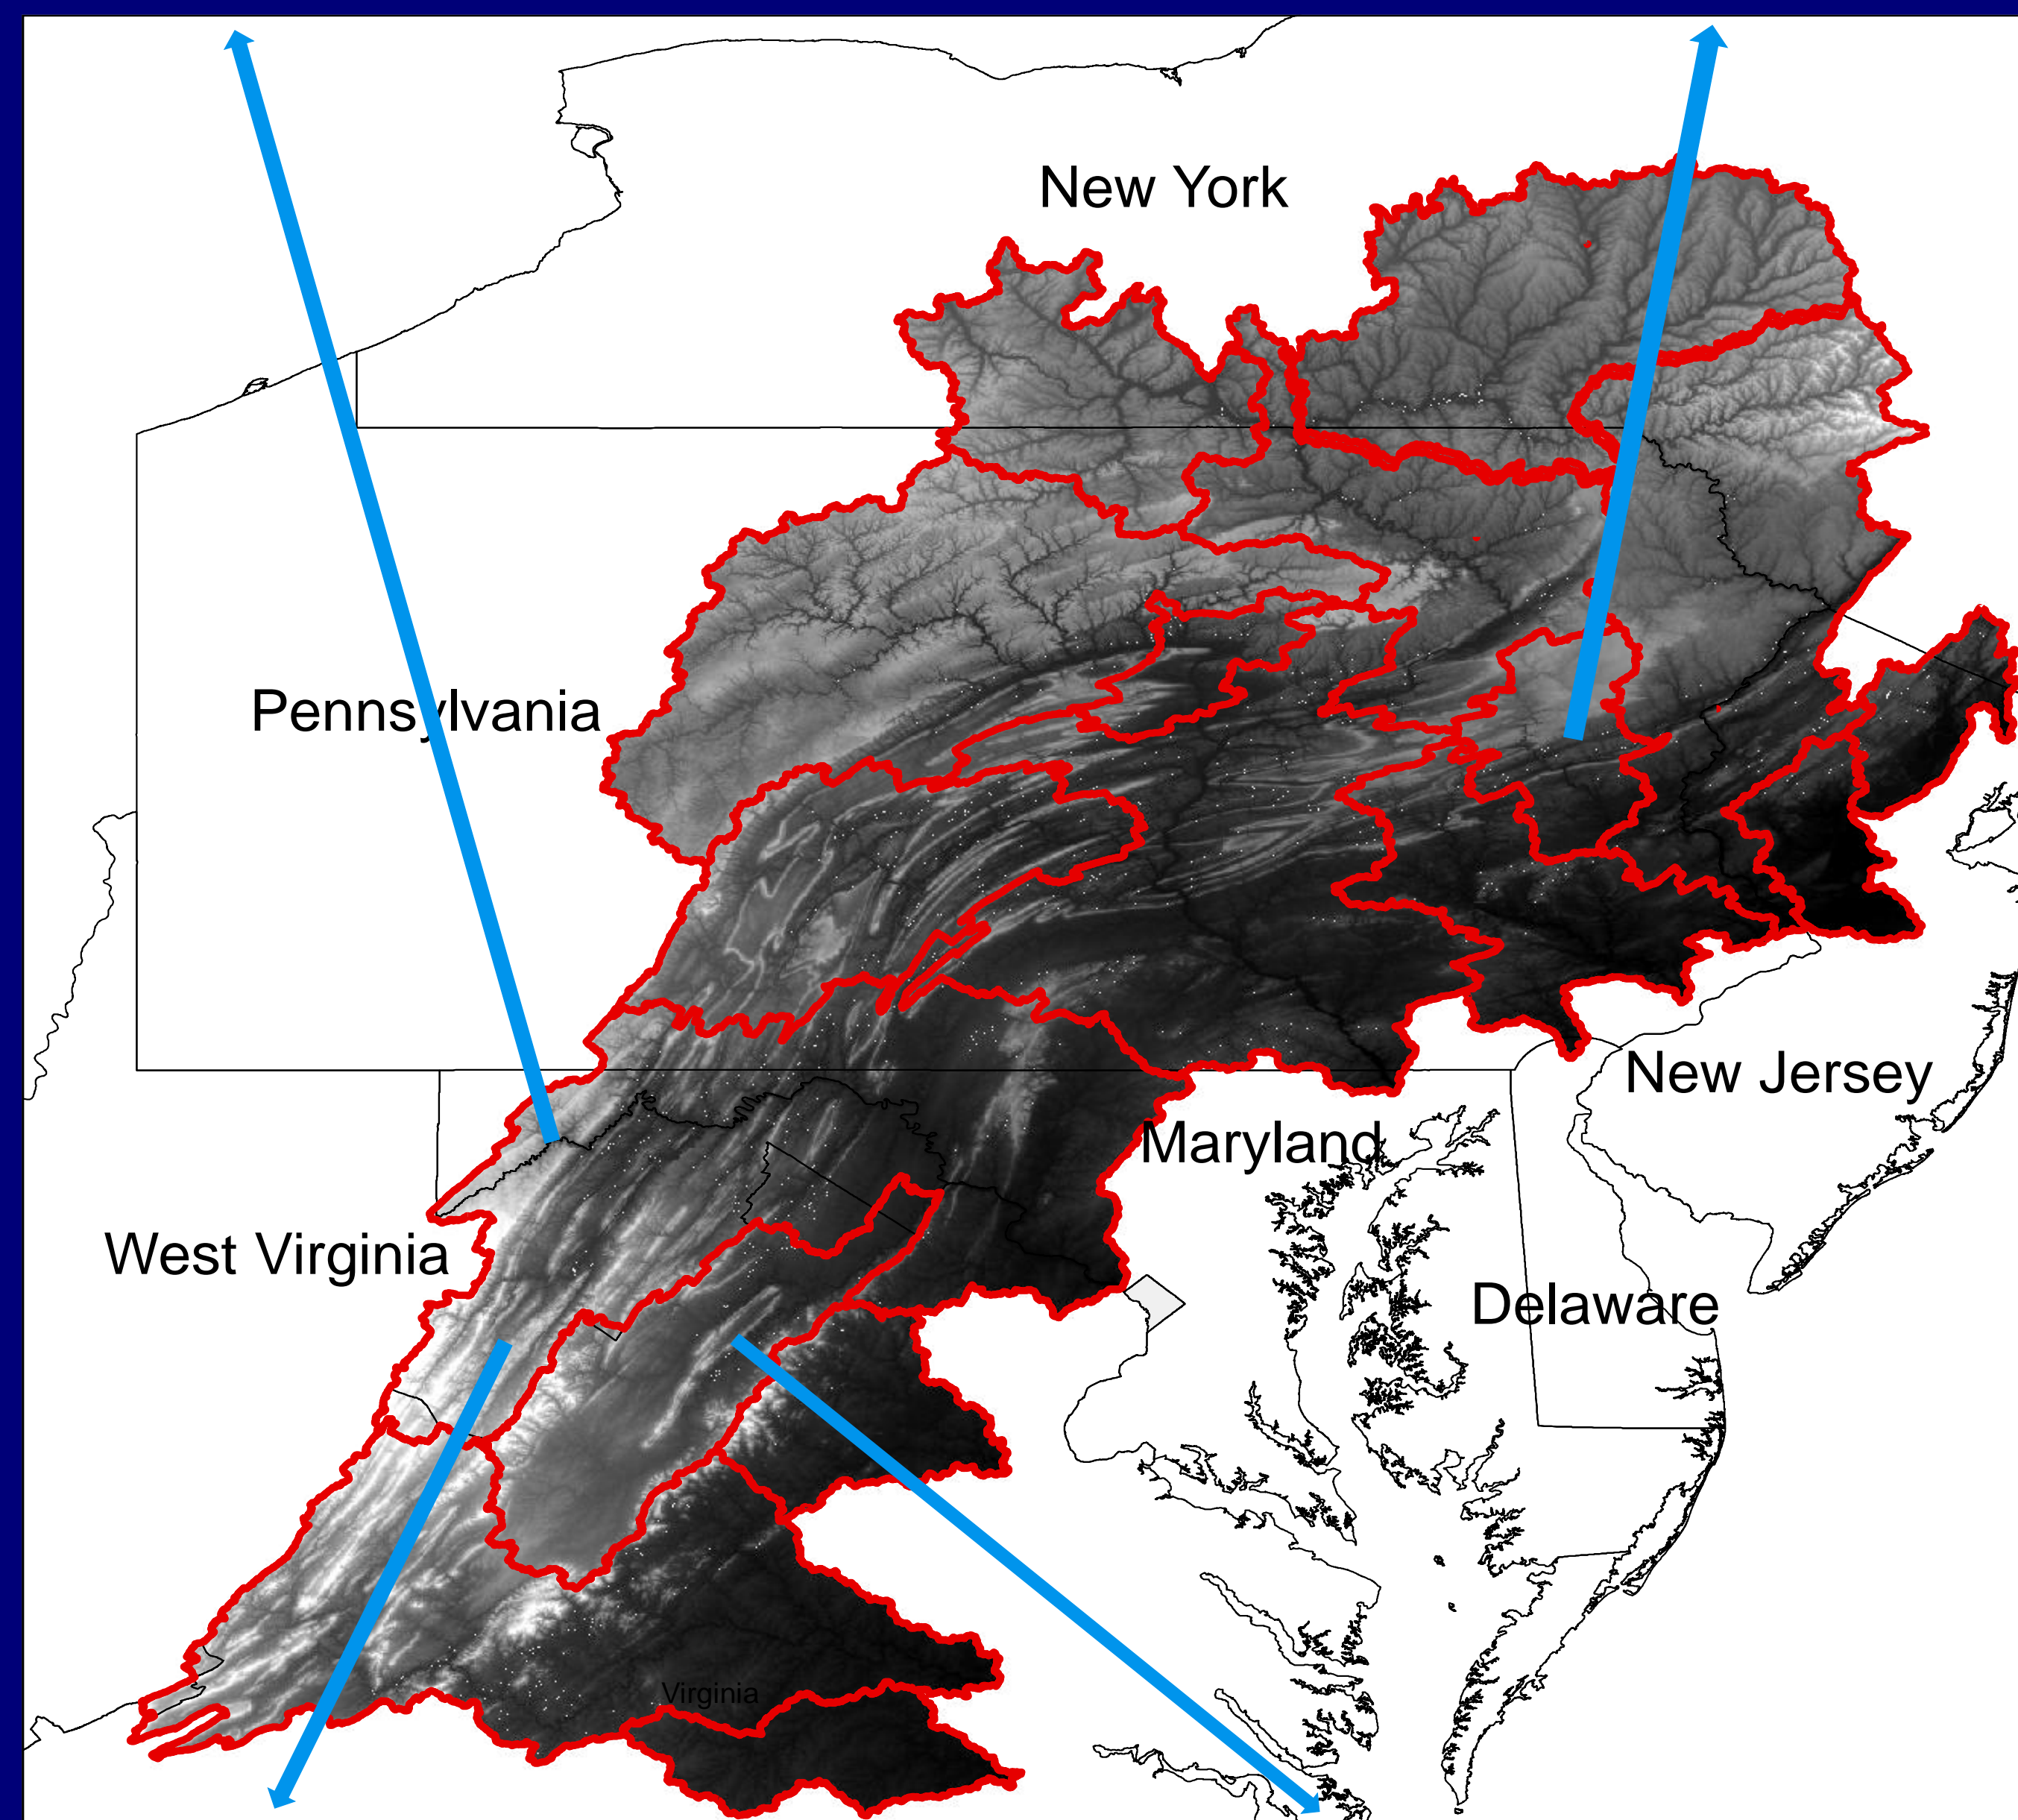 New York
Pennsylvania
New Jersey
Maryland
West Virginia
Delaware
Virginia